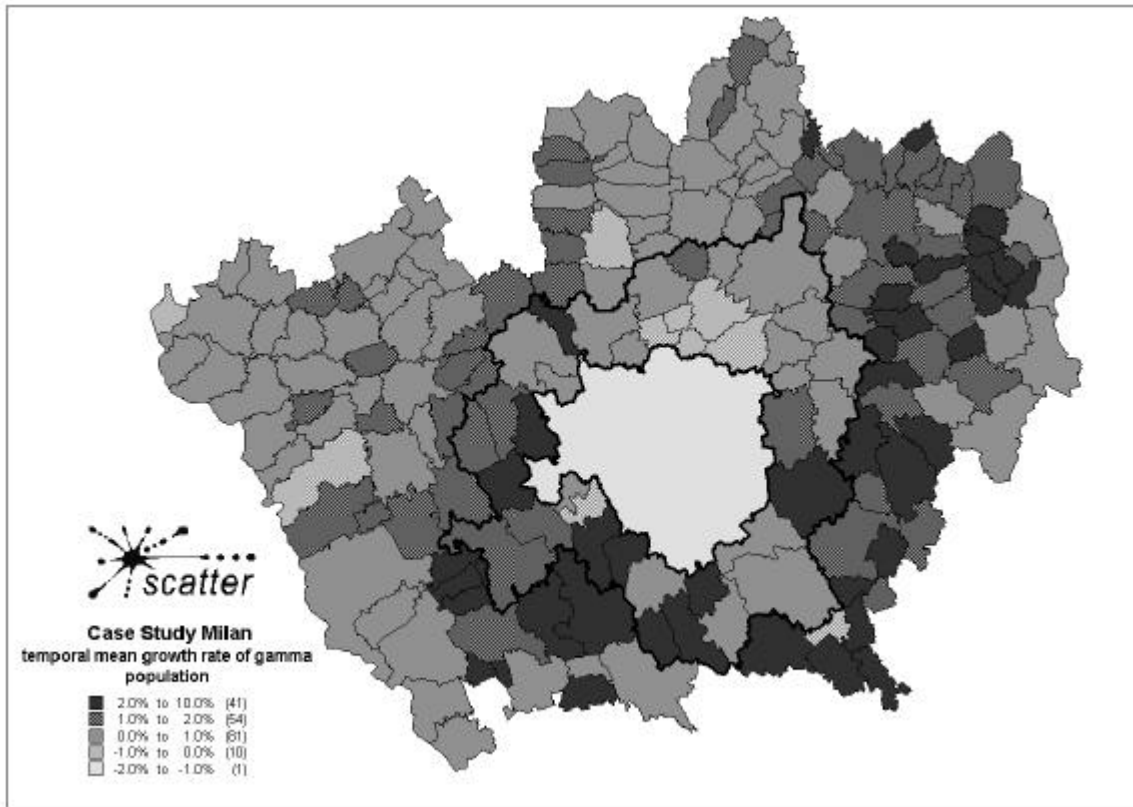 scatter
Case Study Milan
temporal mean growth rate of gamma
population
2.0% to 10.0% (41)
1.0% to 2.0% (54)
0.0% to 1.0% (81)
-1.0% to 0.0% (10)
-2.0% to -1.0% (1)